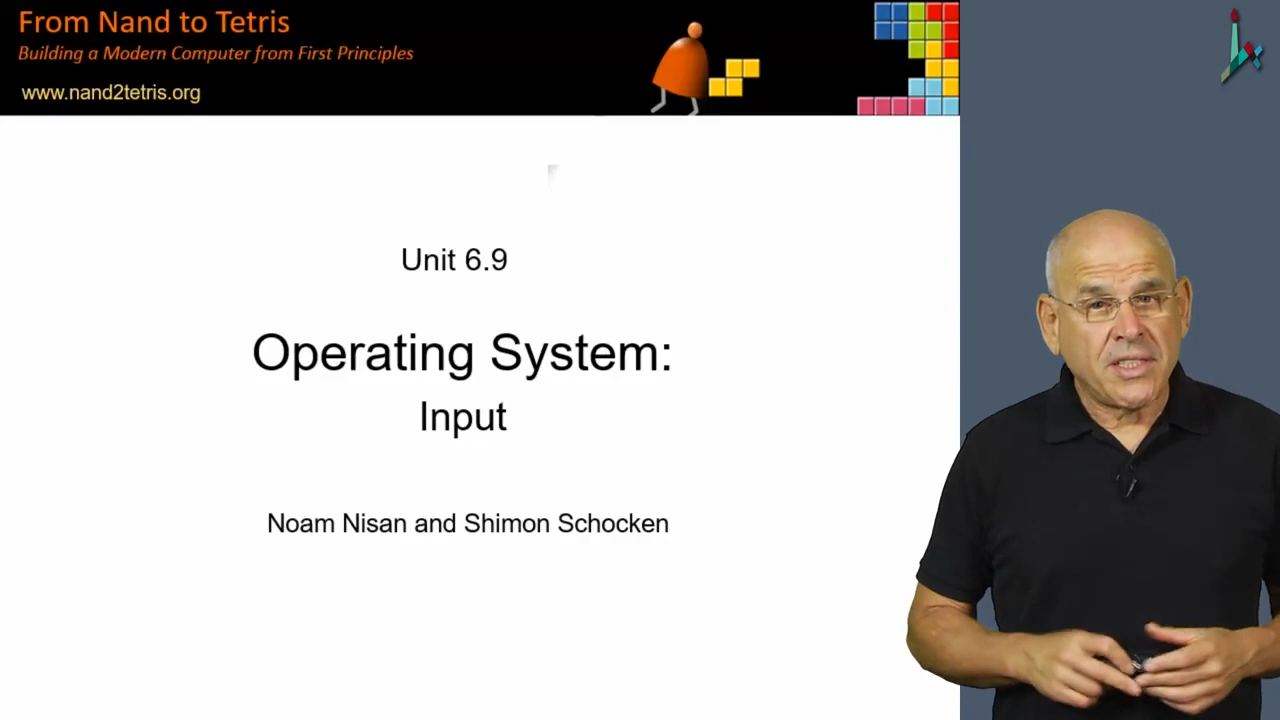 From Nand to Tetris
Building a Modern Computer from First Principles
www.nand2tetris.org
Unit 6.9
Operating System:
Input
Noam Nisan and Shimon Schocken